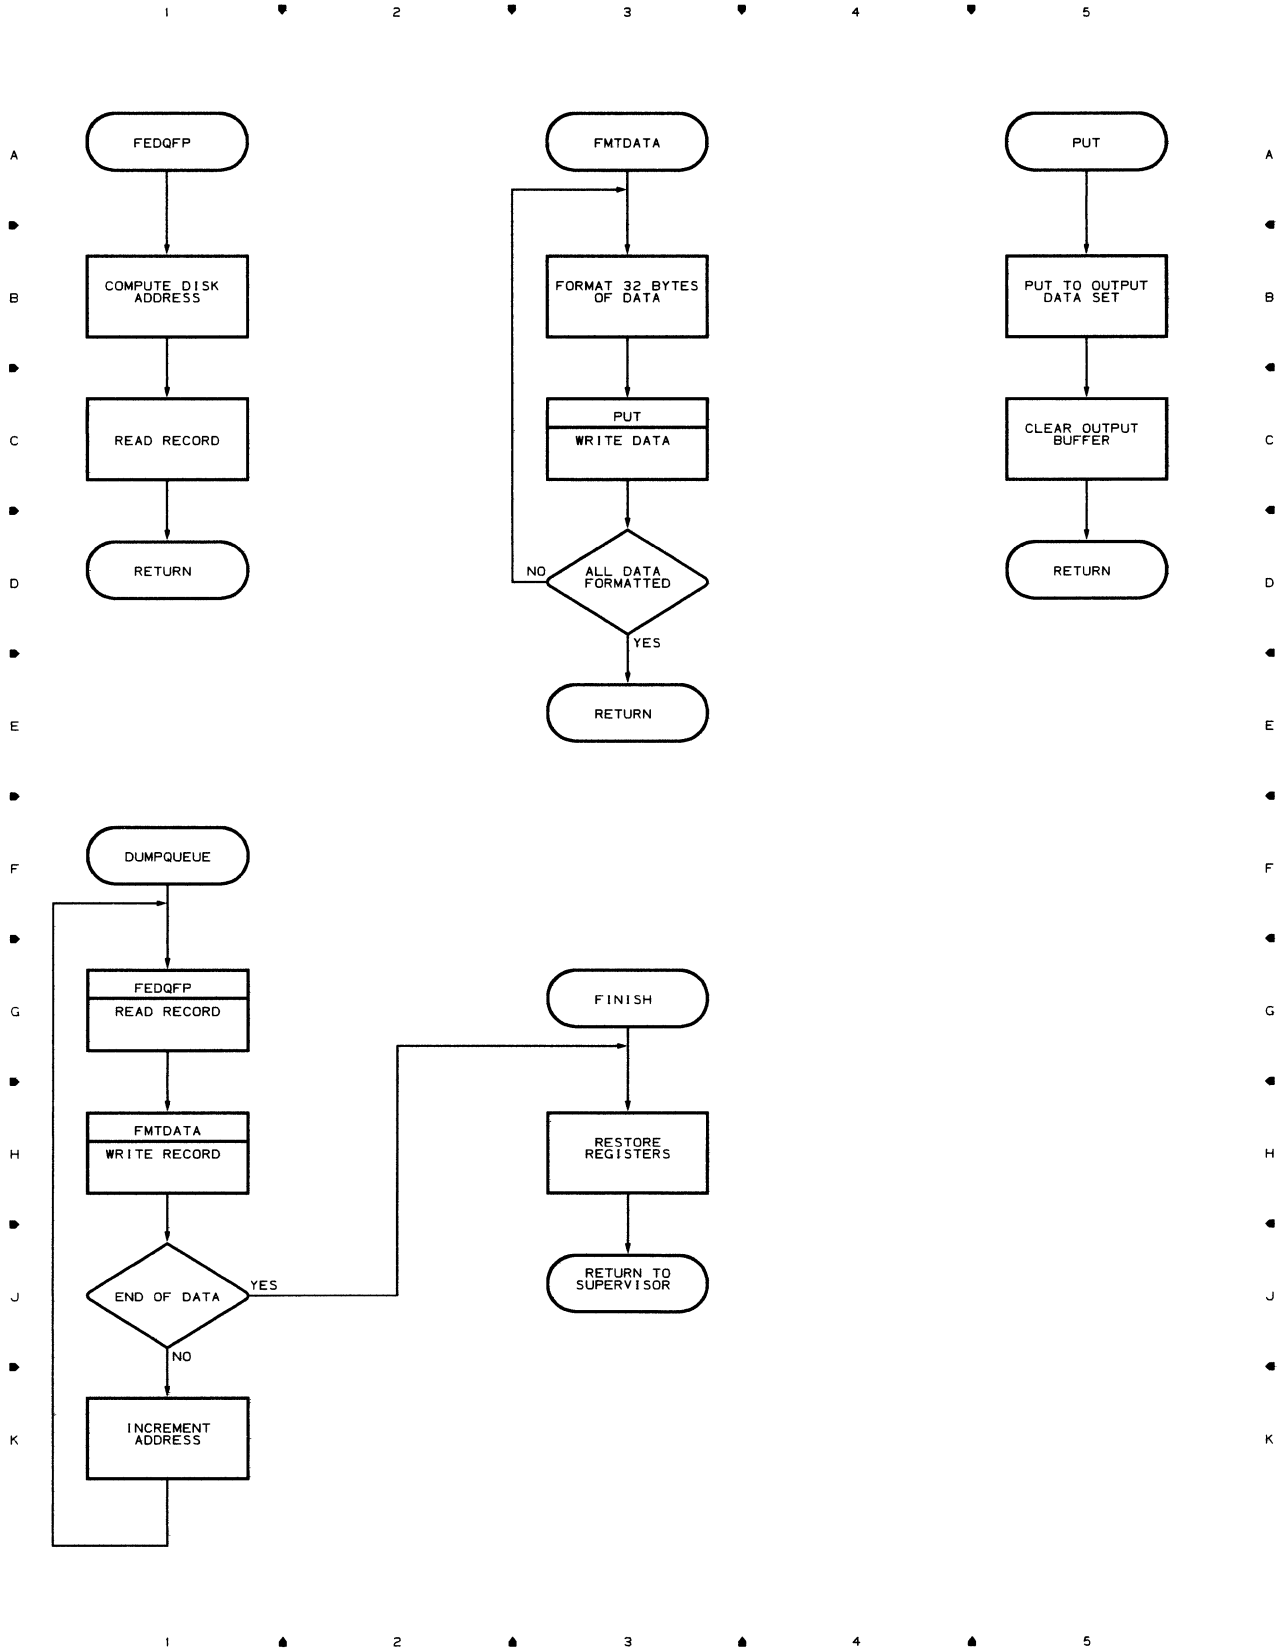 1 2 3 4 5
A
FEDQFP
FMTDATA
PUT
A
B
COMPUTE DISK
ADDRESS
FORMAT 32 BYTES
OF DATA
PUT TO OUTPUT
DATA SET
B
C
READ RECORD
PUT
WRITE DATA
CLEAR OUTPUT
BUFFER
C
D
RETURN
NO
ALL DATA
FORMATTED
YES
RETURN
D
E
RETURN
E
F
DUMPQUEUE
F
G
FEDQFP
READ RECORD
FINISH
G
H
FMTDATA
WRITE RECORD
RESTORE
REGISTERS
H
J
END OF DATA
YES
NO
RETURN TO
SUPERVISOR
J
K
INCREMENT
ADDRESS
K
1 2 3 4 5